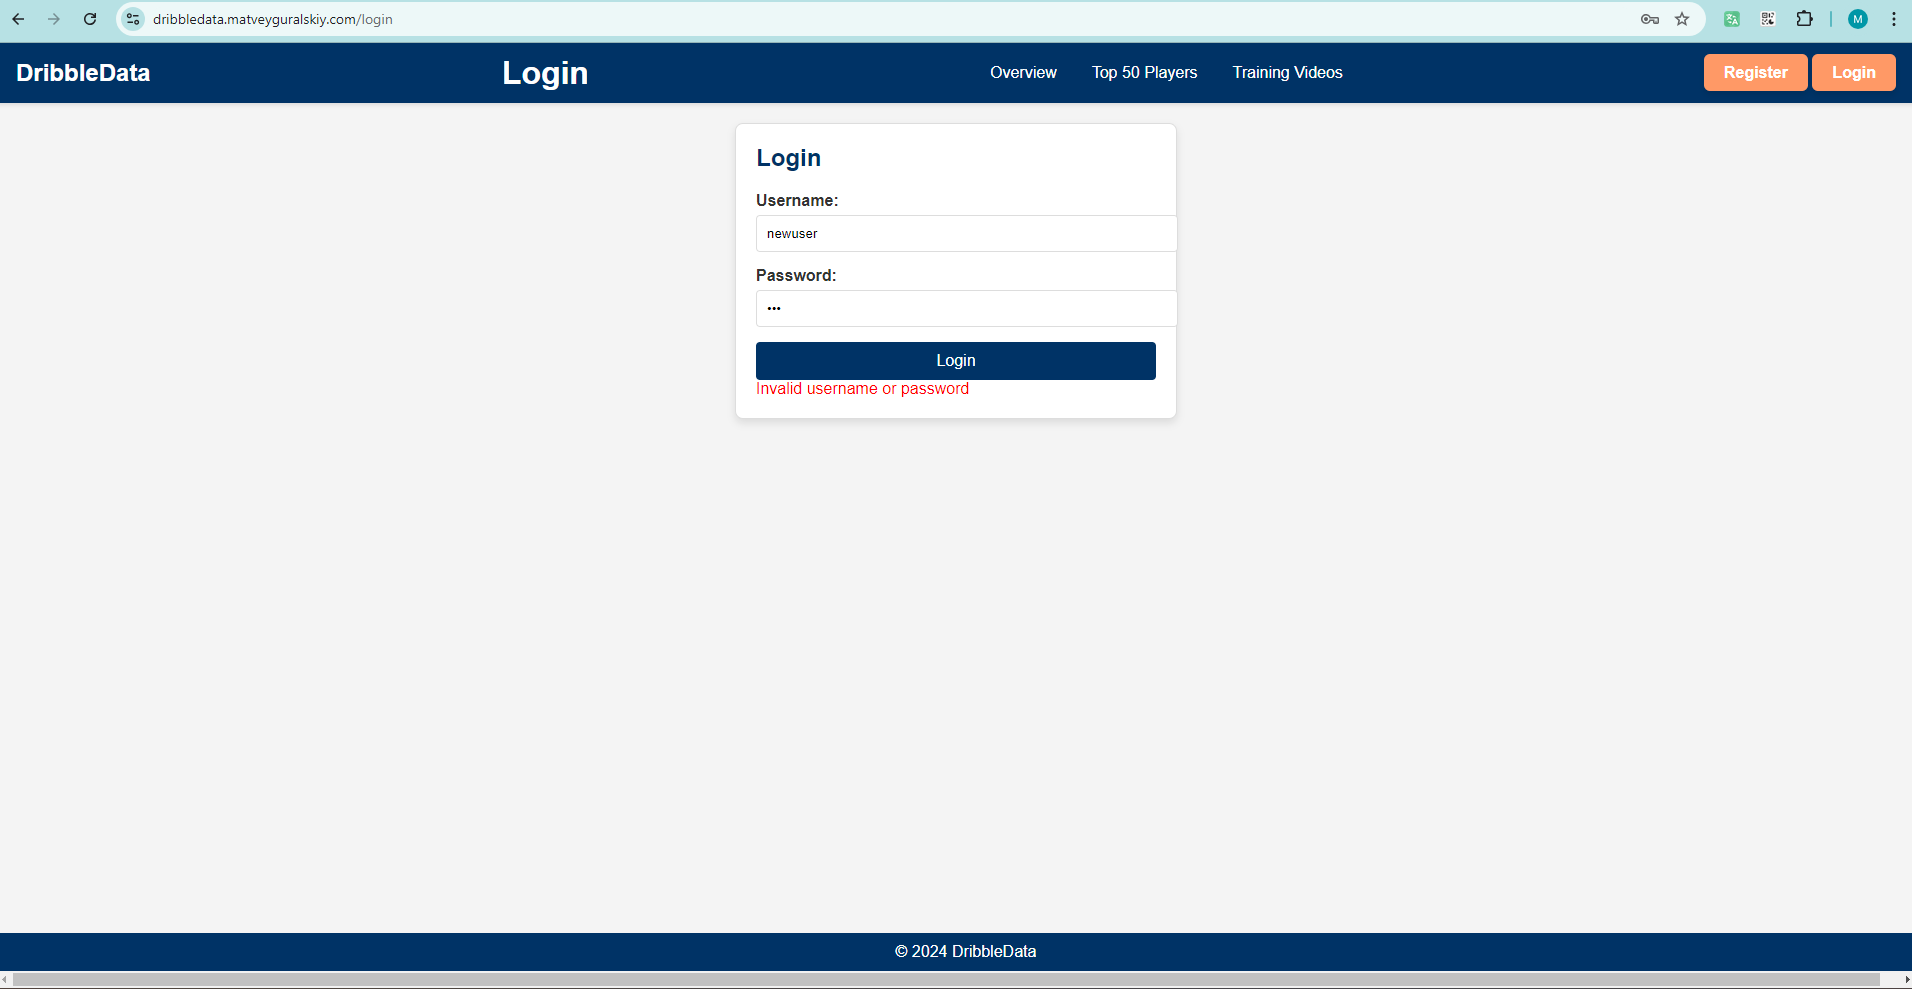 dribbledata.matveyguralskiy.com/login
M
DribbleData
Login
Overview
Top 50 Players
Training Videos
Register
Login
Login
Username:
newuser
Password:
•••
Login
Invalid username or password
© 2024 DribbleData